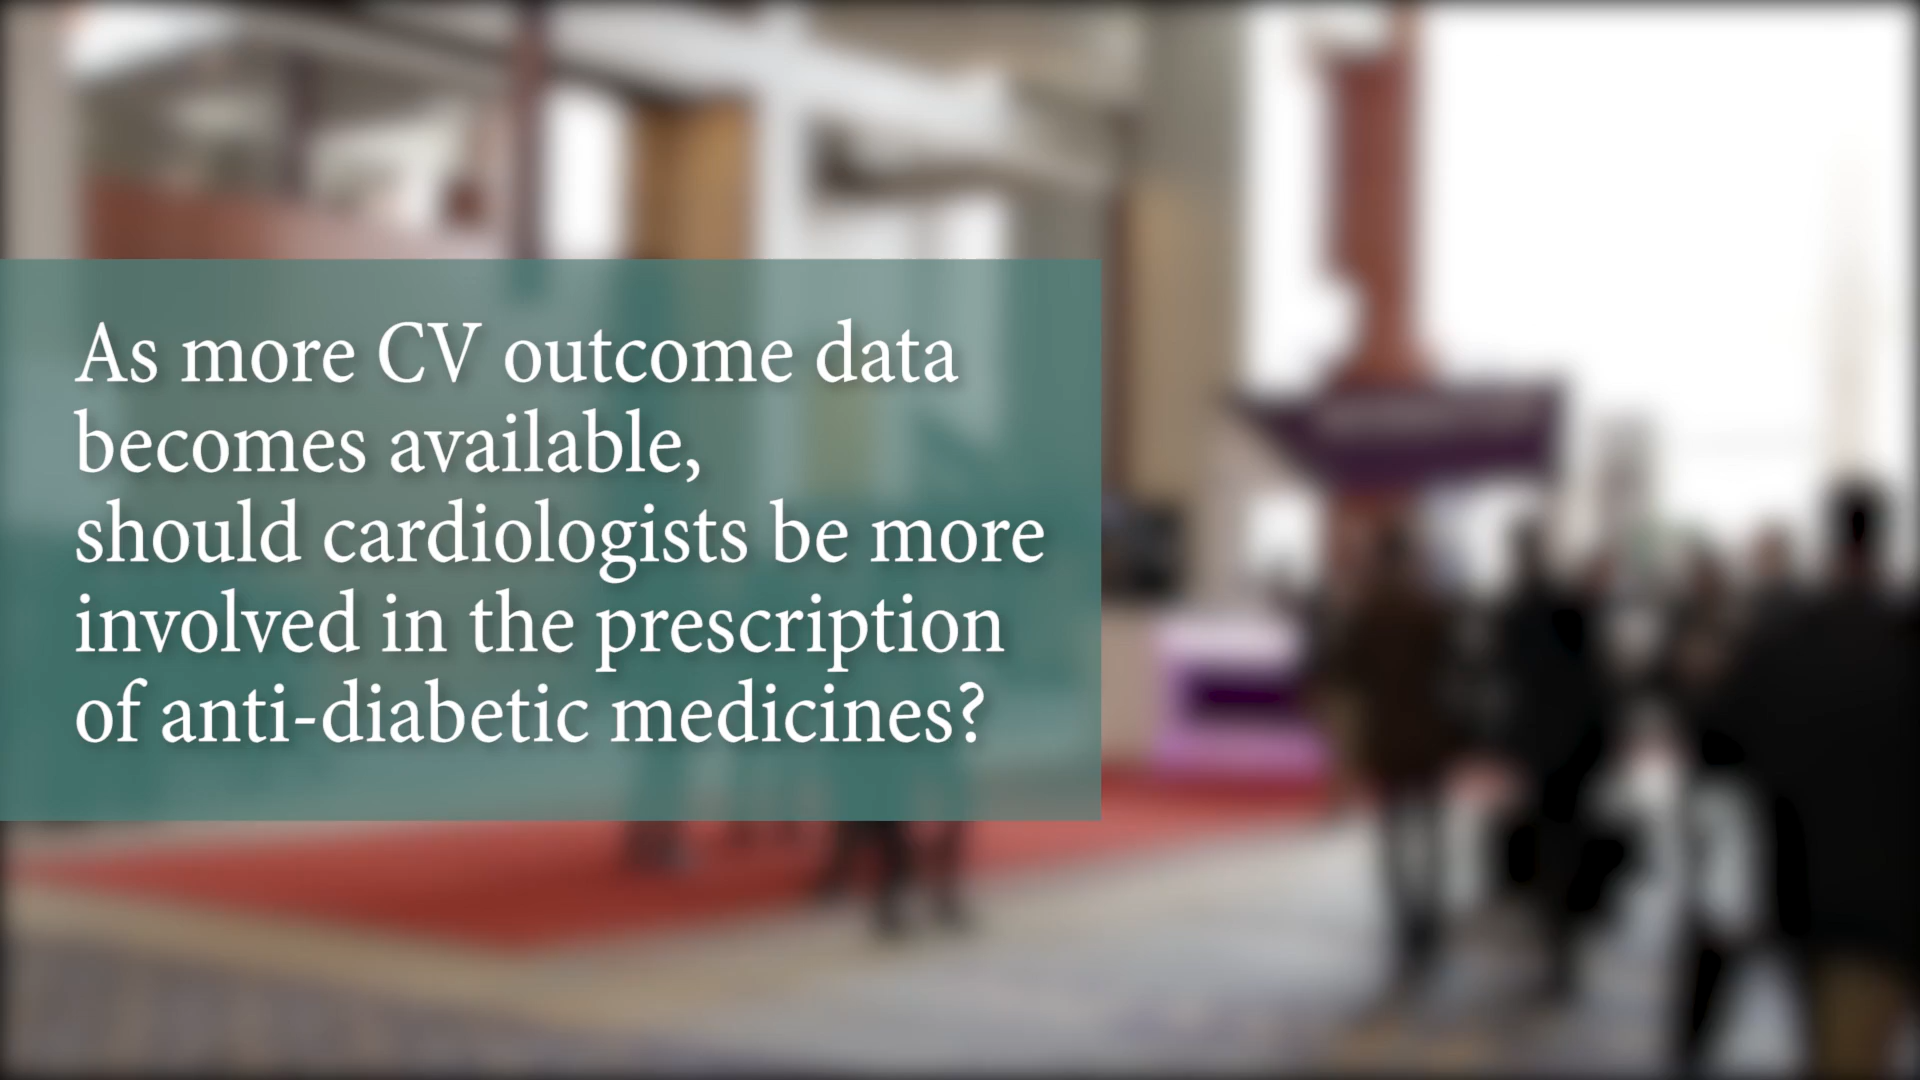 As more CV outcome data
becomes available,
should cardiologists be more
involved in the prescription
of anti-diabetic medicines?